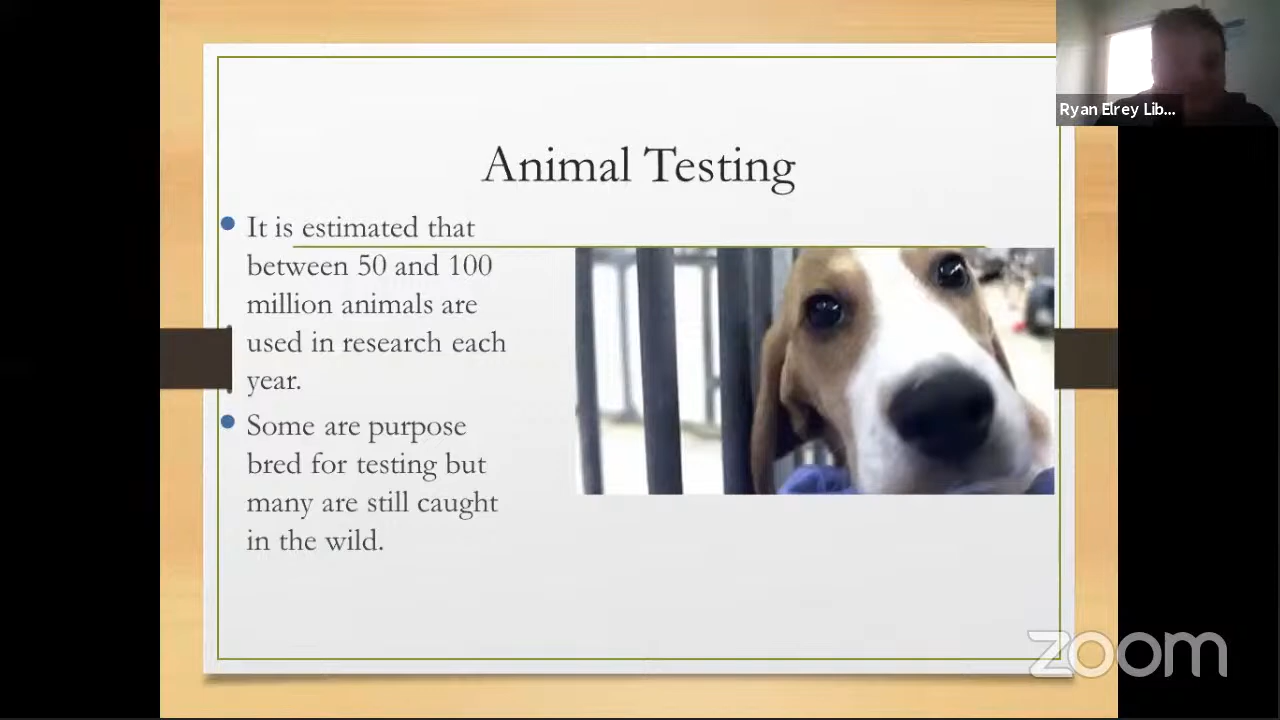 Ryan Elrey Lib...
Animal Testing
It is estimated that
between 50 and 100
million animals are
used in research each
year.
Some are purpose
bred for testing but
many are still caught
in the wild.
zoom